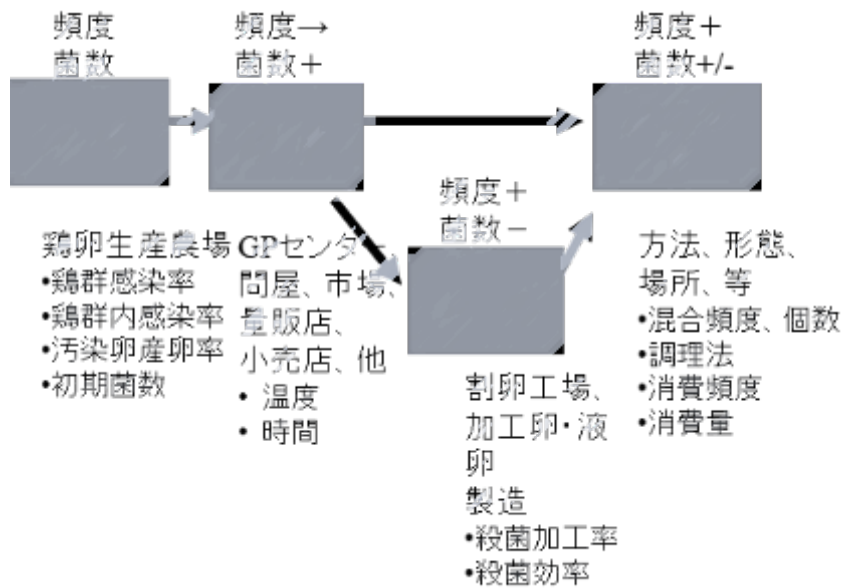 頻度
菌数
頻度→
菌数+
頻度+
菌数+/-
頻度+
菌数-
鶏卵生産農場
•鶏群感染率
•鶏群内感染率
•汚染卵産卵率
•初期菌数
GPセンター、
問屋、市場、
量販店、
小売店、他
• 温度
• 時間
割卵工場、
加工卵・液
卵
製造
•殺菌加工率
•殺菌効率
方法、形態、
場所、等
•混合頻度、個数
•調理法
•消費頻度
•消費量